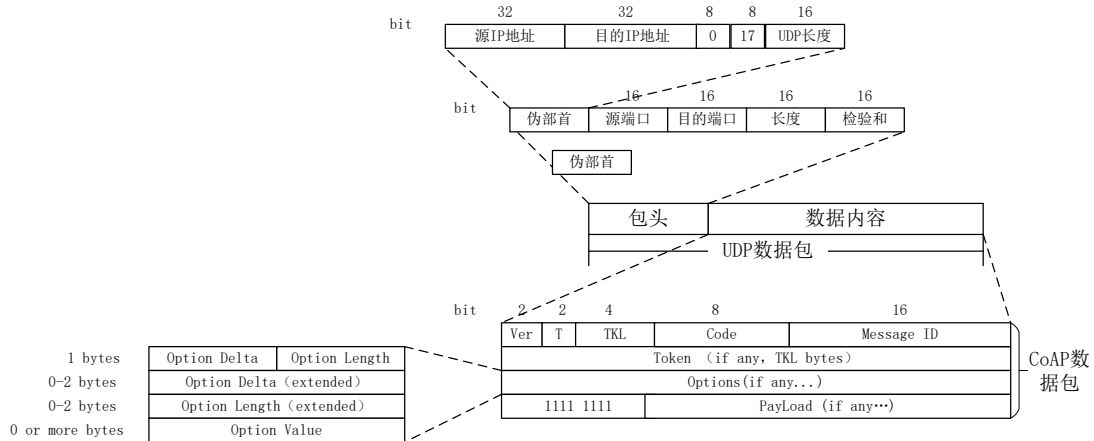 32 32 8 8 16
bit
源IP地址 目的IP地址 0 17 UDP长度
16 16 16 16
bit
伪部首 源端口 目的端口 长度 检验和
伪部首
包头 数据内容
UDP数据包
bit 2 2 4 8 16
Ver T TKL Code Message ID
1 bytes Option Delta Option Length Token （if any, TKL bytes）
0-2 bytes Option Delta（extended） Options(if any...)
0-2 bytes Option Length（extended） 1111 1111 PayLoad (if any…)
0 or more bytes Option Value
CoAP数
据包